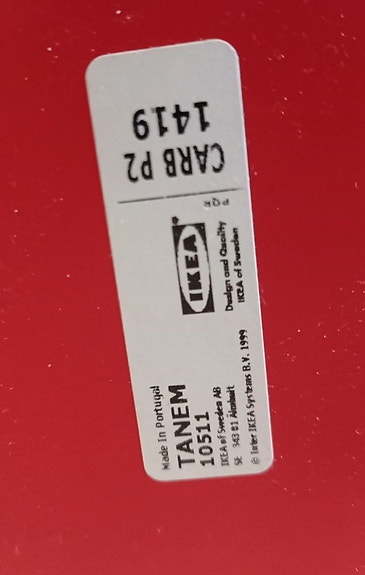 CARB P2
1419
IKEA®
Design and Quality
IKEA of Sweden
Made In Portugal
TANEM
10511
IKEA of Sweden AB
SE 343 81 Älmhult
© Inter IKEA Systems B.V. 1999